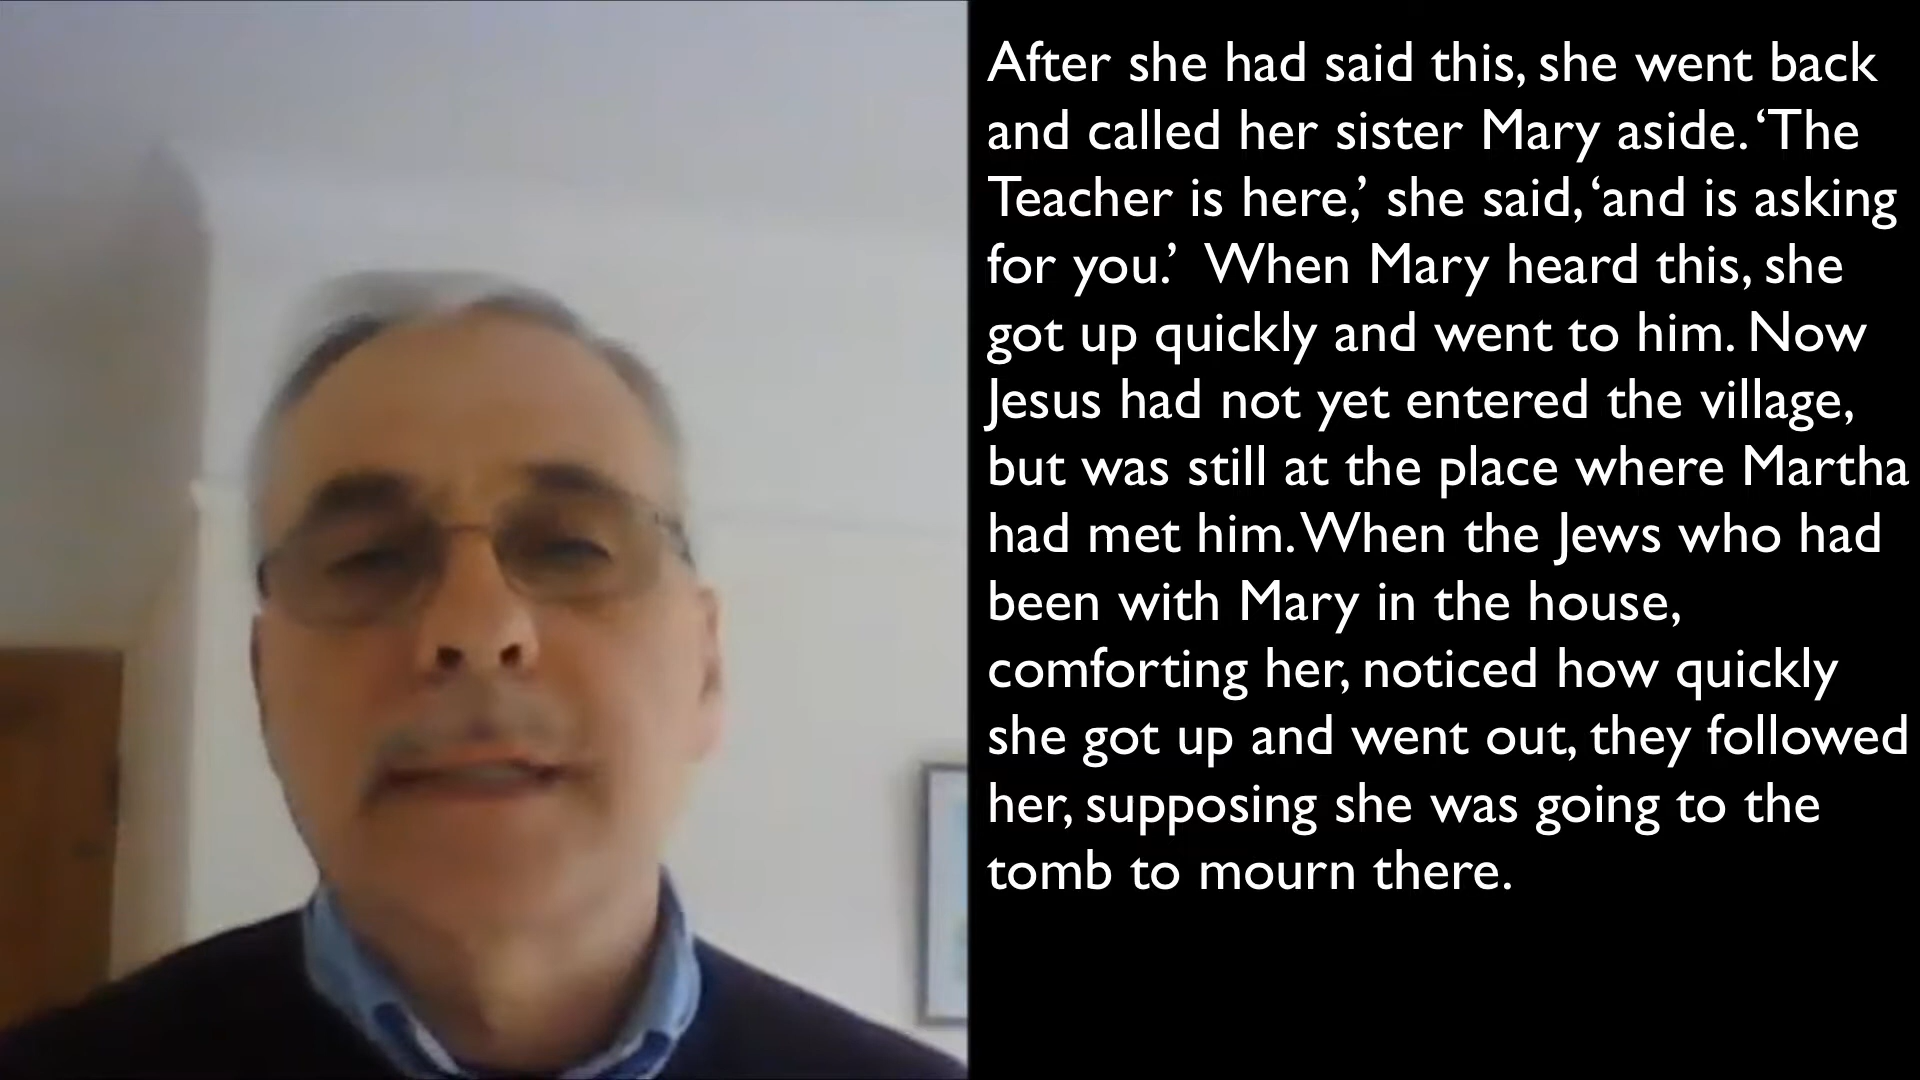 After she had said this, she went back
and called her sister Mary aside. ‘The
Teacher is here,’ she said, ‘and is asking
for you.’  When Mary heard this, she
got up quickly and went to him. Now
Jesus had not yet entered the village,
but was still at the place where Martha
had met him. When the Jews who had
been with Mary in the house,
comforting her, noticed how quickly
she got up and went out, they followed
her, supposing she was going to the
tomb to mourn there.